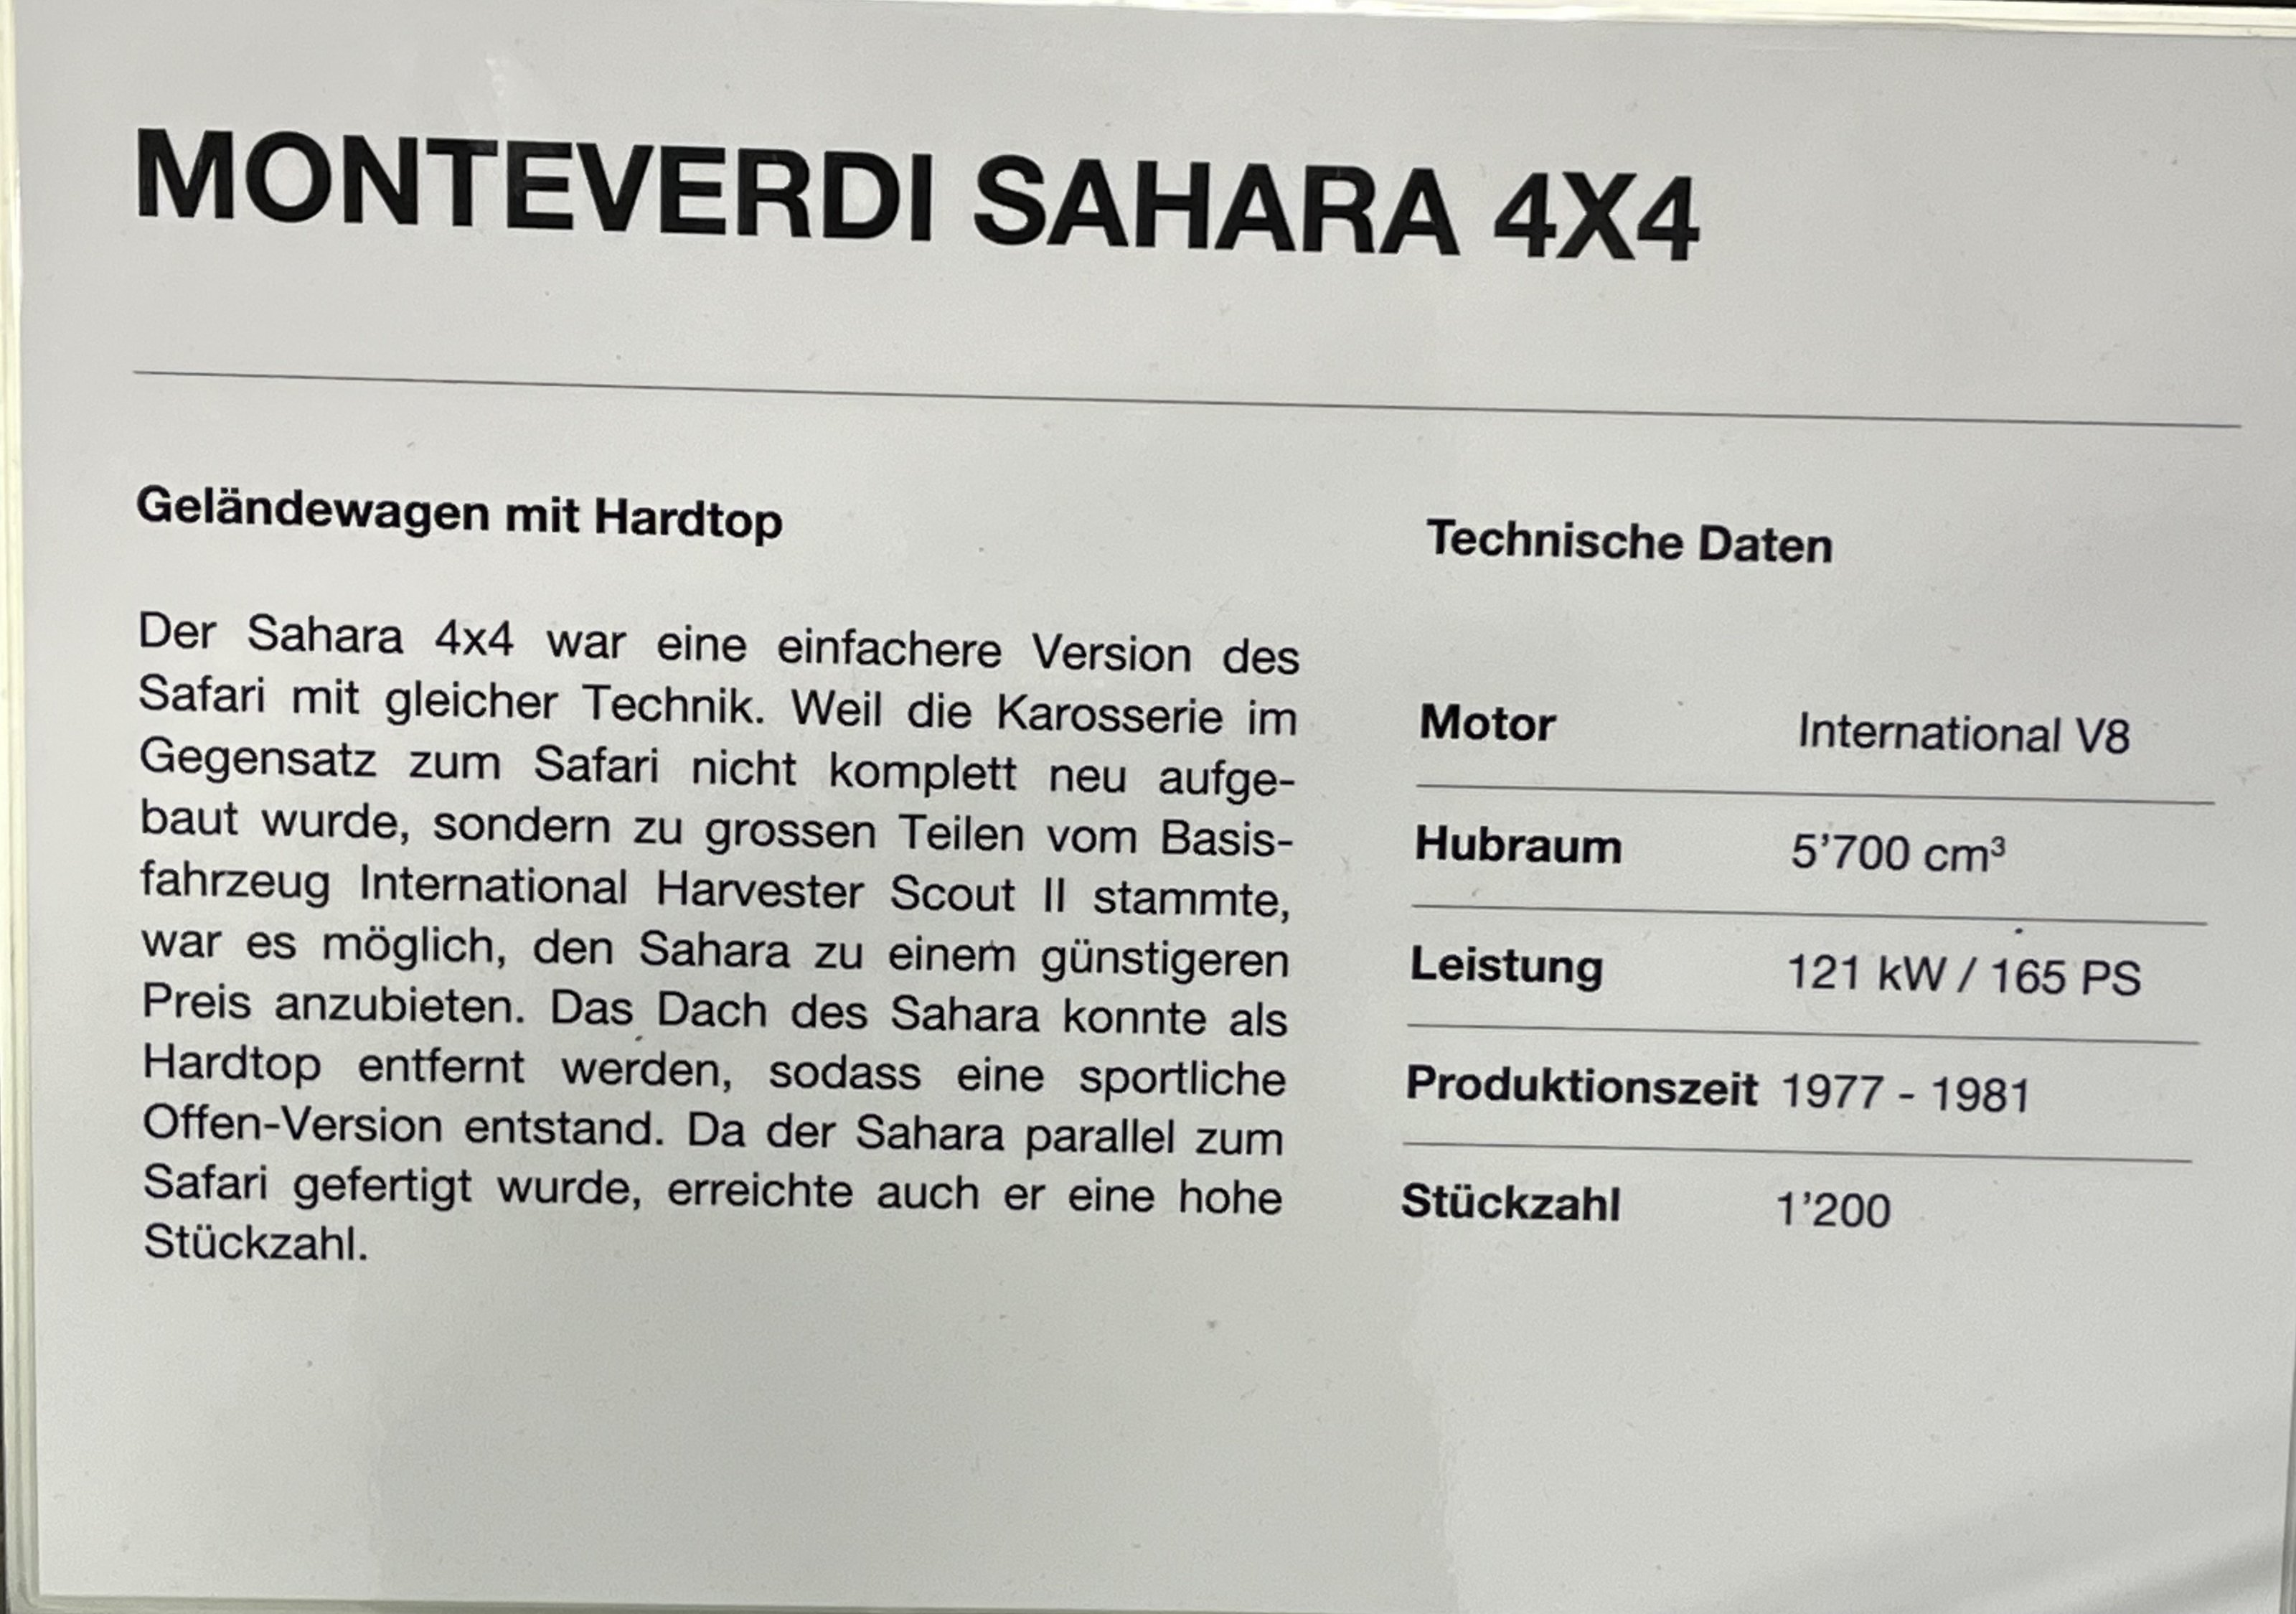 MONTEVERDI SAHARA 4X4
Geländewagen mit Hardtop
Der Sahara 4x4 war eine einfachere Version des
Safari mit gleicher Technik. Weil die Karosserie im
Gegensatz zum Safari nicht komplett neu aufge-
baut wurde, sondern zu grossen Teilen vom Basis-
fahrzeug International Harvester Scout II stammte,
war es möglich, den Sahara zu einem günstigeren
Preis anzubieten. Das Dach des Sahara konnte als
Hardtop entfernt werden, sodass eine sportliche
Offen-Version entstand. Da der Sahara parallel zum
Safari gefertigt wurde, erreichte auch er eine hohe
Stückzahl.
Technische Daten
Motor International V8
Hubraum 5’700 cm³
Leistung 121 kW / 165 PS
Produktionszeit 1977 - 1981
Stückzahl 1’200